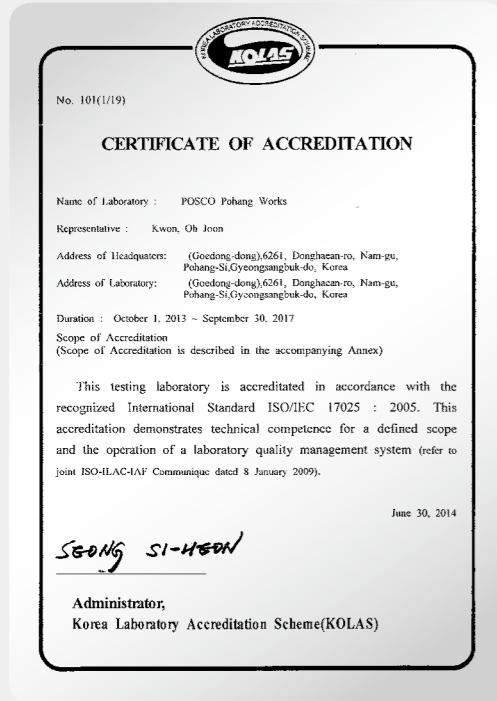 KOREA LABORATORY ACCREDITATION SCHEME
KOLAS
No. 101(1/19)
CERTIFICATE OF ACCREDITATION
Name of Laboratory : POSCO Pohang Works
Representative : Kwon, Oh Joon
Address of Headquaters: (Goedong-dong),6261, Donghaean-ro, Nam-gu,
Pohang-Si,Gyeongsangbuk-do, Korea
Address of Laboratory: (Goedong-dong),6261, Donghaean-ro, Nam-gu,
Pohang-Si,Gyeongsangbuk-do, Korea
Duration : October 1, 2013 ~ September 30, 2017
Scope of Accreditation
(Scope of Accreditation is described in the accompanying Annex)
This testing laboratory is accreditated in accordance with the
recognized International Standard ISO/IEC 17025 : 2005. This
accreditation demonstrates technical competence for a defined scope
and the operation of a laboratory quality management system (refer to
joint ISO-ILAC-IAF Communique dated 8 January 2009).
June 30, 2014
SEONG SI-HEON
Administrator,
Korea Laboratory Accreditation Scheme(KOLAS)